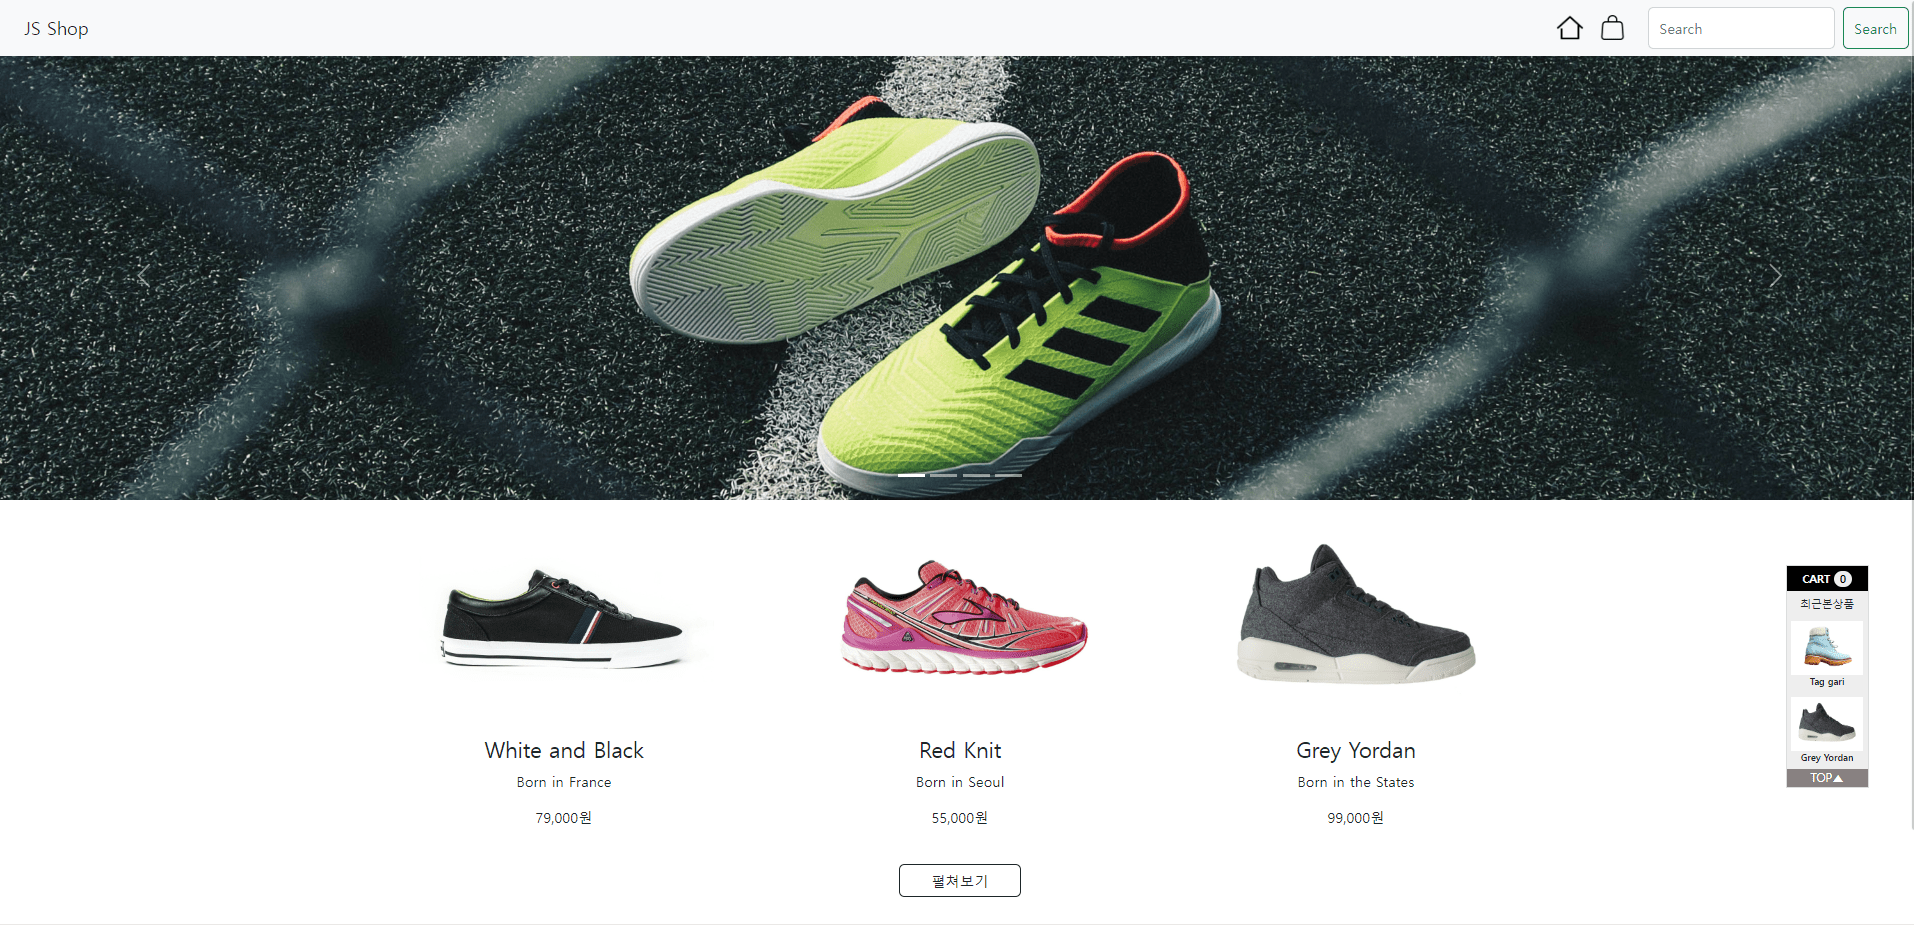 JS Shop
Search
Search
White and Black
Born in France
79,000원
Red Knit
Born in Seoul
55,000원
Grey Yordan
Born in the States
99,000원
펼쳐보기
CART 0
최근본상품
Tag gari
Grey Yordan
TOP▲